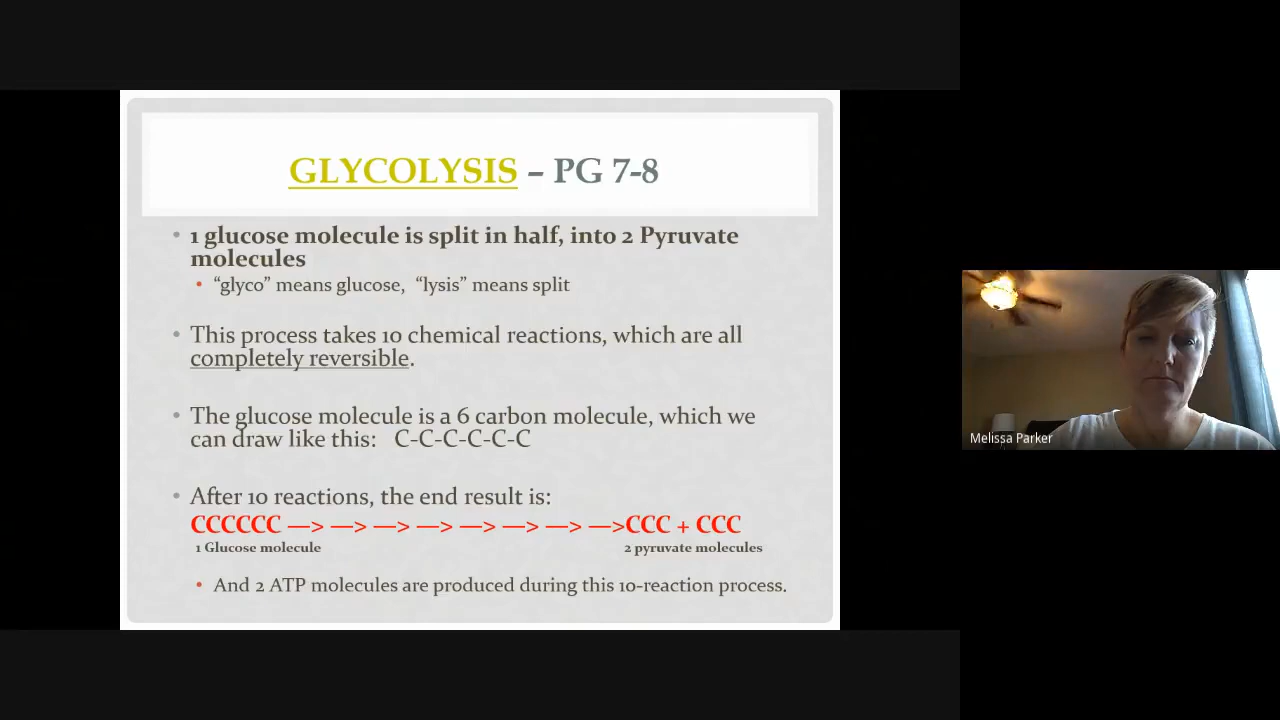 GLYCOLYSIS – PG 7-8
• 1 glucose molecule is split in half, into 2 Pyruvate
molecules
• “glyco” means glucose, “lysis” means split
• This process takes 10 chemical reactions, which are all
completely reversible.
• The glucose molecule is a 6 carbon molecule, which we
can draw like this: C-C-C-C-C-C
• After 10 reactions, the end result is:
CCCCCC —> —> —> —> —> —> —> —>CCC + CCC
1 Glucose molecule 2 pyruvate molecules
• And 2 ATP molecules are produced during this 10-reaction process.
Melissa Parker